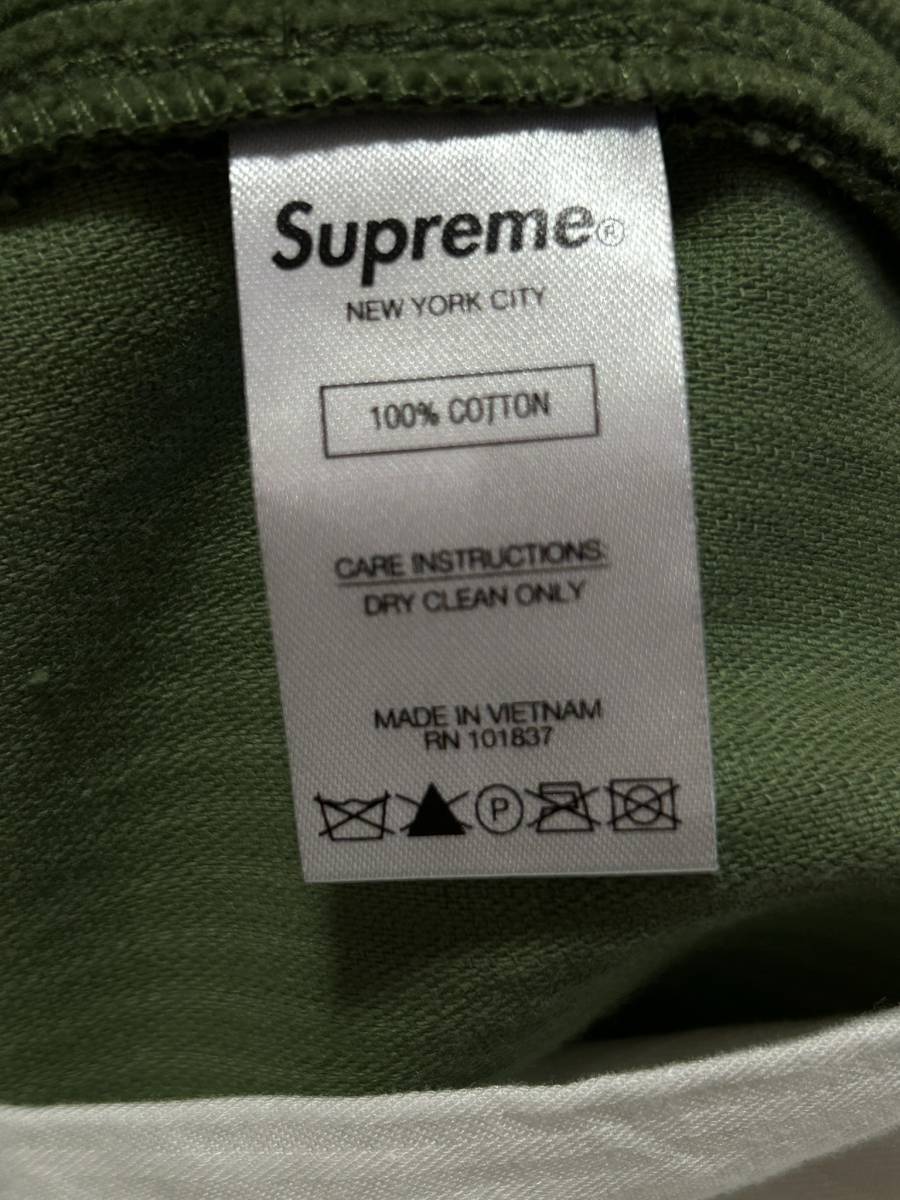 Supreme®
NEW YORK CITY
100% COTTON
CARE INSTRUCTIONS:
DRY CLEAN ONLY
MADE IN VIETNAM
RN 101837
P